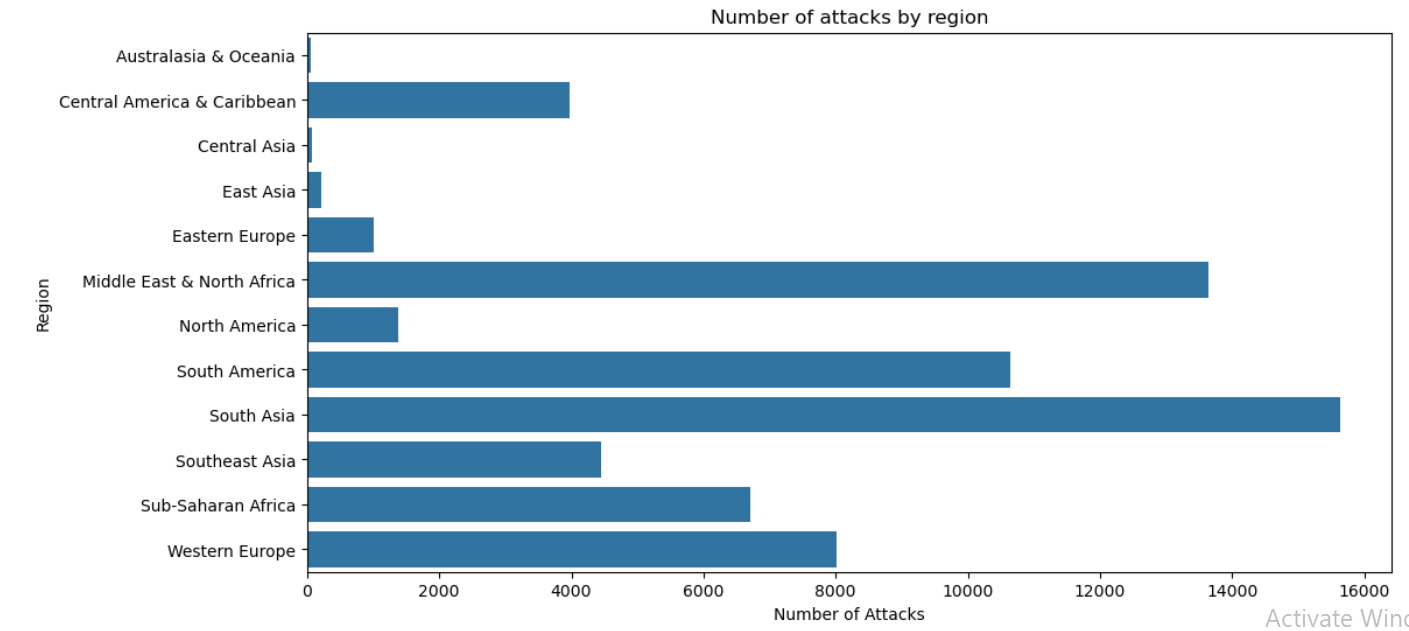 Number of attacks by region
Australasia & Oceania
Central America & Caribbean
Central Asia
East Asia
Eastern Europe
Middle East & North Africa
North America
South America
South Asia
Southeast Asia
Sub-Saharan Africa
Western Europe
Region
0 2000 4000 6000 8000 10000 12000 14000 16000
Number of Attacks
Activate